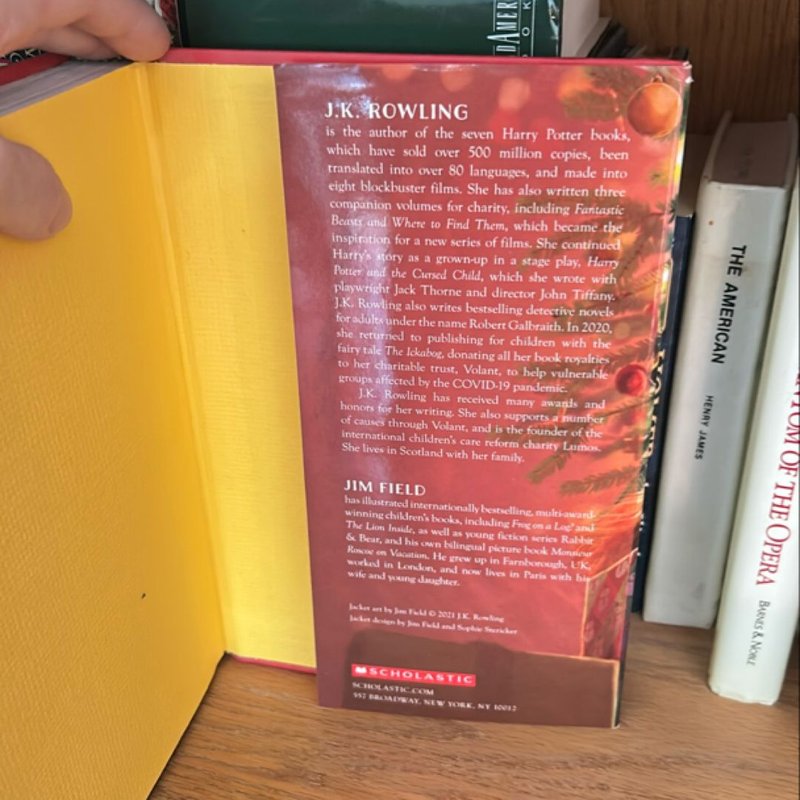 J.K. ROWLING
is the author of the seven Harry Potter books,
which have sold over 500 million copies, been
translated into over 80 languages, and made into
eight blockbuster films. She has also written three
companion volumes for charity, including Fantastic
Beasts and Where to Find Them, which became the
inspiration for a new series of films. She continued
Harry's story as a grown-up in a stage play, Harry
Potter and the Cursed Child, which she wrote with
playwright Jack Thorne and director John Tiffany.
J.K. Rowling also writes bestselling detective novels
for adults under the name Robert Galbraith. In 2020,
she returned to publishing for children with the
fairy tale The Ickabog, donating all her book royalties
to her charitable trust, Volant, to help vulnerable
groups affected by the COVID-19 pandemic.
J.K. Rowling has received many awards and
honors for her writing. She also supports a number
of causes through Volant, and is the founder of the
international children's care reform charity Lumos.
She lives in Scotland with her family.
JIM FIELD
has illustrated internationally bestselling, multi-award-
winning children's books, including Frog on a Log? and
The Lion Inside, as well as young fiction series Rabbit
& Bear, and his own bilingual picture book Monsieur
Roscoe on Vacation. He grew up in Farnborough, UK,
worked in London, and now lives in Paris with his
wife and young daughter.
Jacket art by Jim Field © 2021 J.K. Rowling
Jacket design by Jim Field and Sophie Stericker
SCHOLASTIC
SCHOLASTIC.COM
557 BROADWAY, NEW YORK, NY 10012
THE AMERICAN
HENRY JAMES
OF THE OPERA
BARNES & NOBLE